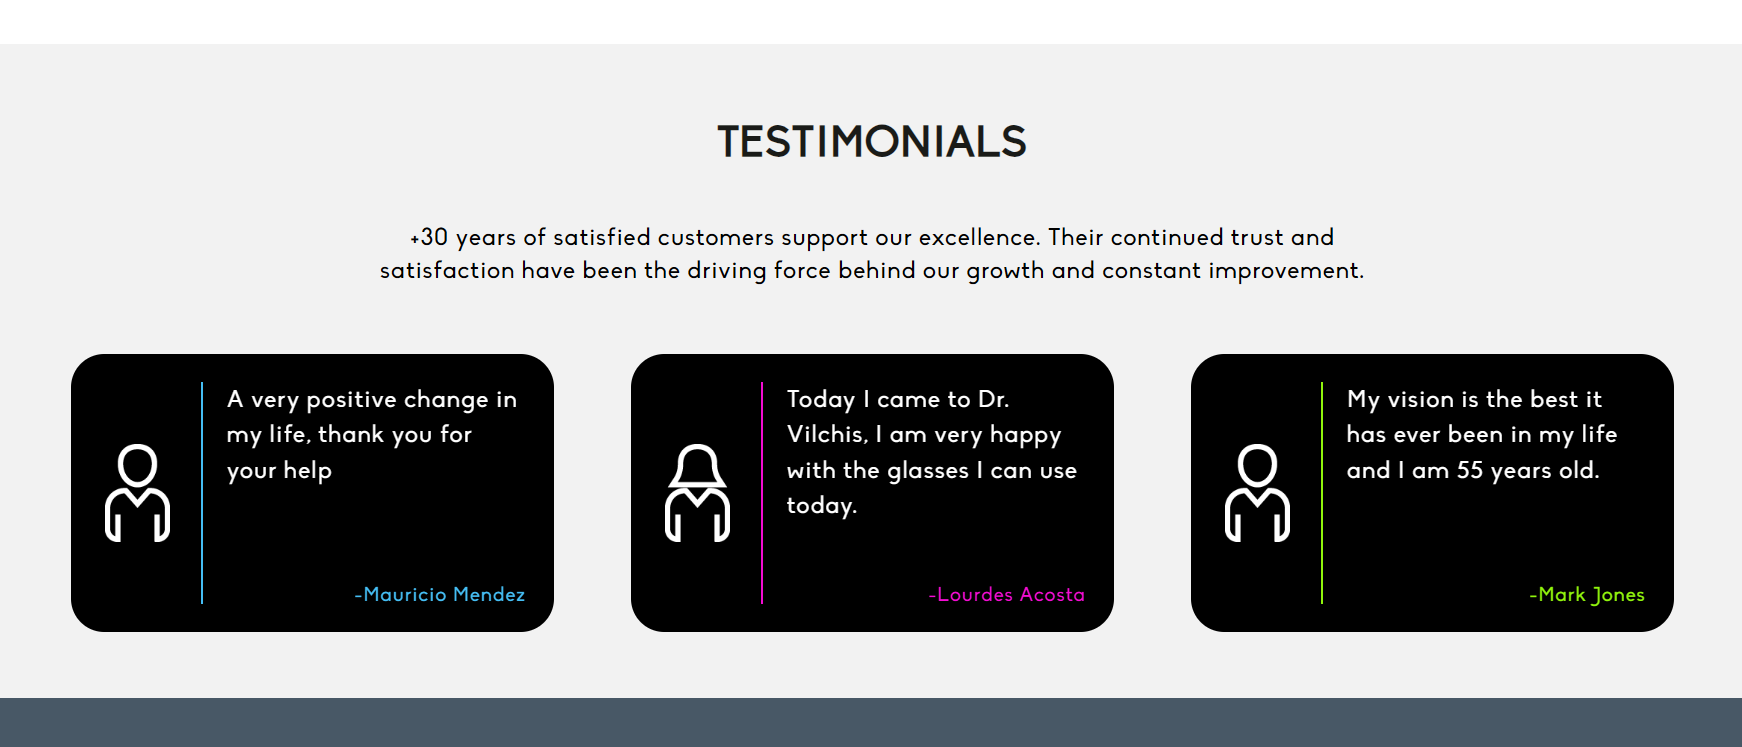 TESTIMONIALS
+30 years of satisfied customers support our excellence. Their continued trust and
satisfaction have been the driving force behind our growth and constant improvement.
A very positive change in
my life, thank you for
your help
-Mauricio Mendez
Today I came to Dr.
Vilchis, I am very happy
with the glasses I can use
today.
-Lourdes Acosta
My vision is the best it
has ever been in my life
and I am 55 years old.
-Mark Jones